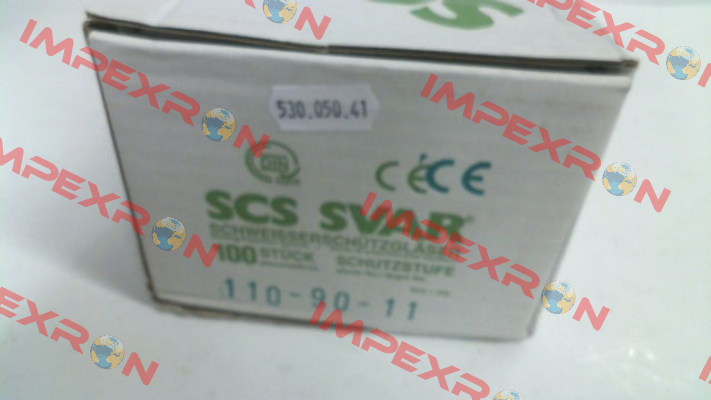 530.050.41
DIN
CE CE
SCS SVAR®
SCHWEISSERSCHUTZGLÄSER
100 STÜCK SCHUTZSTUFE
110-90-11
IMPEXRON
IMPEXRON
IMPEXRON
IMPEXRON
IMPEXRON
IMPEXRON